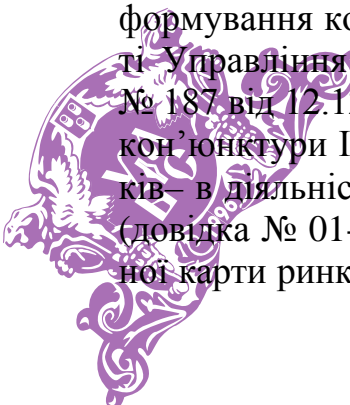 формування ко
ті Управління
№ 187 від 12.1
кон’юнктури І
ків– в діяльніс
(довідка № 01-
ної карти ринк